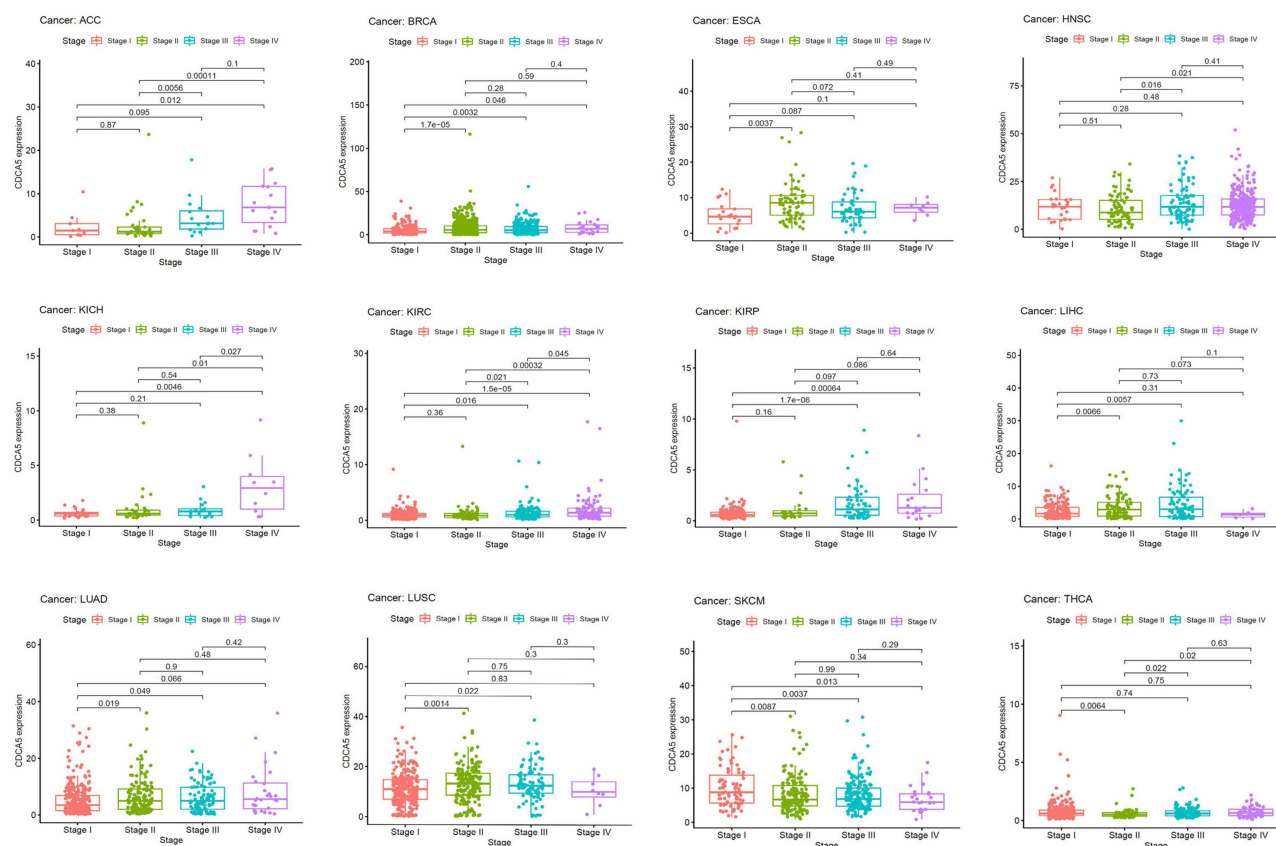 Cancer: ACC
Stage Stage I Stage II Stage III Stage IV
CDCA5 expression
40
30
20
10
0
0.1
0.00011
0.0056
0.012
0.095
0.87
Stage I Stage II Stage III Stage IV
Stage
Cancer: BRCA
Stage Stage I Stage II Stage III Stage IV
CDCA5 expression
200
150
100
50
0
0.4
0.59
0.28
0.046
0.0032
1.7e−05
Stage I Stage II Stage III Stage IV
Stage
Cancer: ESCA
Stage Stage I Stage II Stage III Stage IV
CDCA5 expression
40
30
20
10
0
0.49
0.41
0.072
0.1
0.087
0.0037
Stage I Stage II Stage III Stage IV
Stage
Cancer: HNSC
Stage Stage I Stage II Stage III Stage IV
CDCA5 expression
75
50
25
0
0.41
0.021
0.016
0.48
0.28
0.51
Stage I Stage II Stage III Stage IV
Stage
Cancer: KICH
Stage Stage I Stage II Stage III Stage IV
CDCA5 expression
15
10
5
0
0.027
0.01
0.54
0.0046
0.21
0.38
Stage I Stage II Stage III Stage IV
Stage
Cancer: KIRC
Stage Stage I Stage II Stage III Stage IV
CDCA5 expression
30
20
10
0
0.045
0.00032
0.021
1.5e−05
0.016
0.36
Stage I Stage II Stage III Stage IV
Stage
Cancer: KIRP
Stage Stage I Stage II Stage III Stage IV
CDCA5 expression
15
10
5
0
0.64
0.086
0.097
0.00064
1.7e−06
0.16
Stage I Stage II Stage III Stage IV
Stage
Cancer: LIHC
Stage Stage I Stage II Stage III Stage IV
CDCA5 expression
50
40
30
20
10
0
0.1
0.073
0.73
0.31
0.0057
0.0066
Stage I Stage II Stage III Stage IV
Stage
Cancer: LUAD
Stage Stage I Stage II Stage III Stage IV
CDCA5 expression
60
40
20
0
0.42
0.48
0.9
0.066
0.049
0.019
Stage I Stage II Stage III Stage IV
Stage
Cancer: LUSC
Stage Stage I Stage II Stage III Stage IV
CDCA5 expression
60
40
20
0
0.3
0.3
0.75
0.83
0.022
0.0014
Stage I Stage II Stage III Stage IV
Stage
Cancer: SKCM
Stage Stage I Stage II Stage III Stage IV
CDCA5 expression
50
40
30
20
10
0
0.29
0.34
0.99
0.013
0.0037
0.0087
Stage I Stage II Stage III Stage IV
Stage
Cancer: THCA
Stage Stage I Stage II Stage III Stage IV
CDCA5 expression
15
10
5
0
0.63
0.02
0.022
0.75
0.74
0.0064
Stage I Stage II Stage III Stage IV
Stage